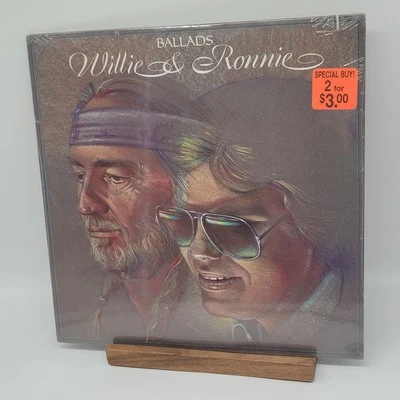 BALLADS
Willie & Ronnie
SPECIAL BUY!
2 for
$3.00